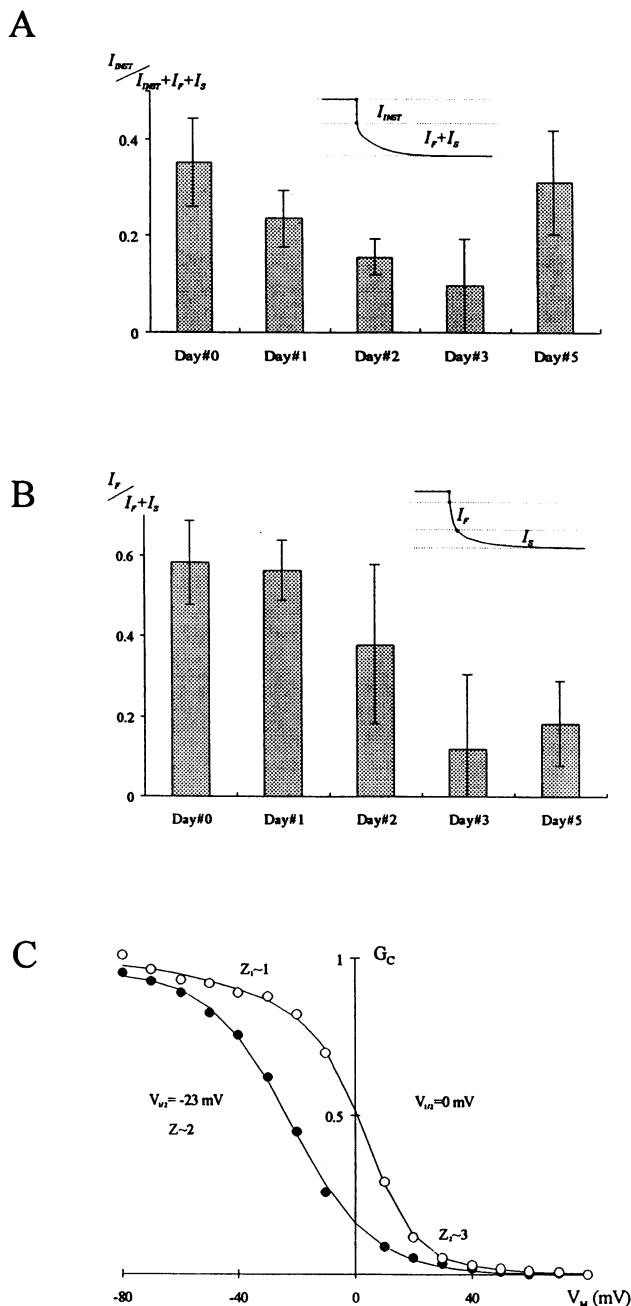 A
I_INST / I_INST+I_F+I_S
I_INST
I_F+I_S
0.4
0.2
0
Day#0 Day#1 Day#2 Day#3 Day#5
B
I_F / I_F+I_S
I_F
I_S
0.6
0.4
0.2
0
Day#0 Day#1 Day#2 Day#3 Day#5
C
1 G_C
Z₁~1
V_1/2= -23 mV
Z~2
0.5
V_1/2=0 mV
Z₂~3
-80 -40 0 40 V_M (mV)